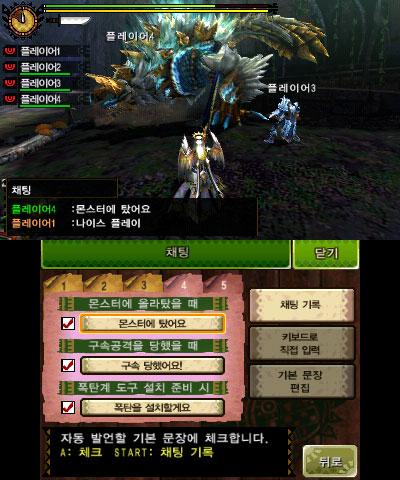 플레이어4
플레이어1
플레이어2
플레이어3
플레이어4
플레이어3
채팅
플레이어4 :몬스터에 탔어요
플레이어1 :나이스 플레이
채팅
닫기
1 2 3 4 5
몬스터에 올라탔을 때
몬스터에 탔어요
구속공격을 당했을 때
구속 당했어요!
폭탄계 도구 설치 준비 시
폭탄을 설치할게요
채팅 기록
키보드로
직접 입력
기본 문장
편집
자동 발언할 기본 문장에 체크합니다.
A: 체크 START: 채팅 기록
뒤로